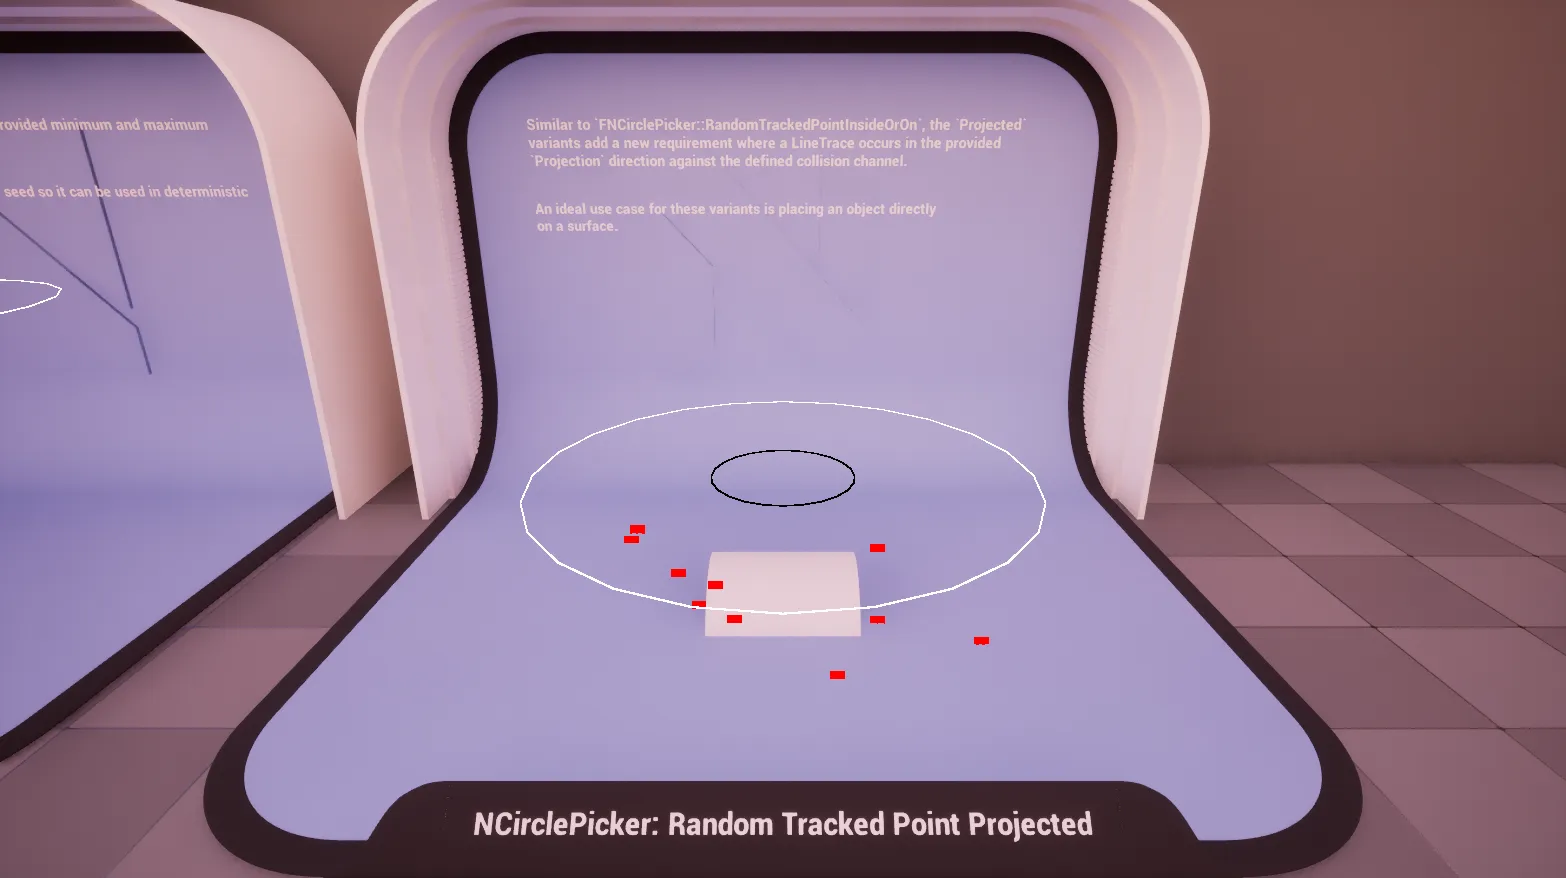 rovided minimum and maximum
seed so it can be used in deterministic
Similar to `FNCirclePicker::RandomTrackedPointInsideOrOn`, the `Projected`
variants add a new requirement where a LineTrace occurs in the provided
`Projection` direction against the defined collision channel.
An ideal use case for these variants is placing an object directly
on a surface.
NCirclePicker: Random Tracked Point Projected